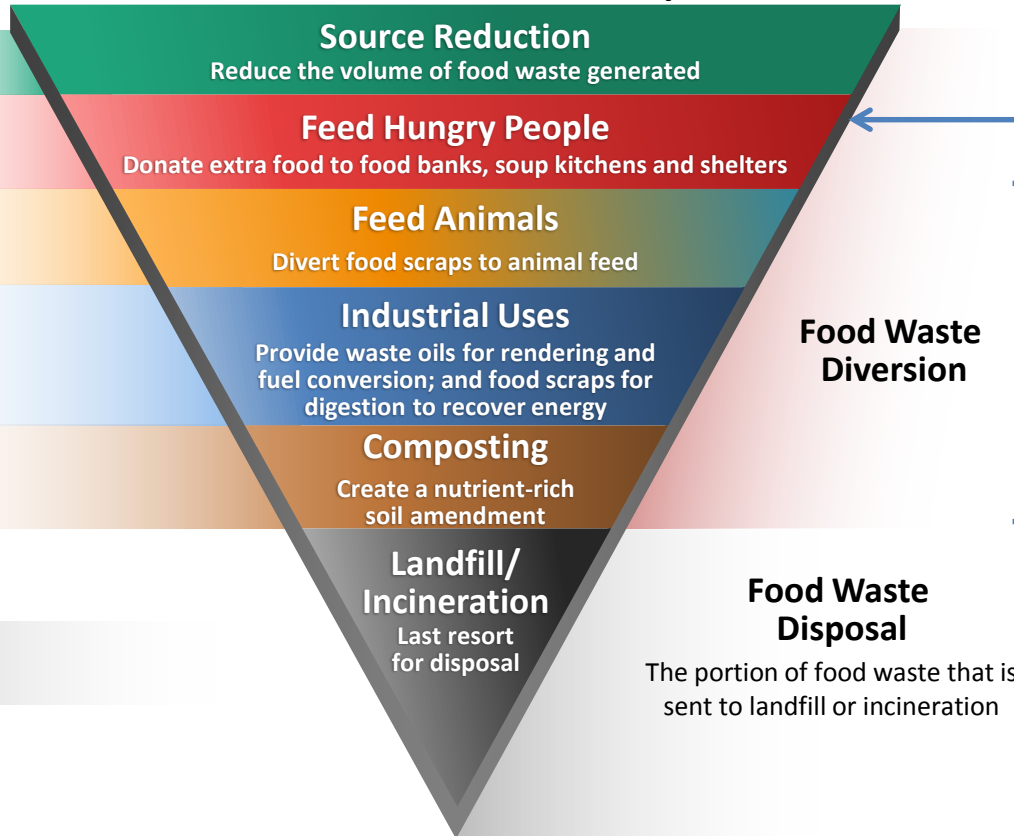 Source Reduction
Reduce the volume of food waste generated
Feed Hungry People
Donate extra food to food banks, soup kitchens and shelters
Feed Animals
Divert food scraps to animal feed
Industrial Uses
Provide waste oils for rendering and
fuel conversion; and food scraps for
digestion to recover energy
Composting
Create a nutrient-rich
soil amendment
Landfill/
Incineration
Last resort
for disposal
Food Waste
Diversion
Food Waste
Disposal
The portion of food waste that is
sent to landfill or incineration